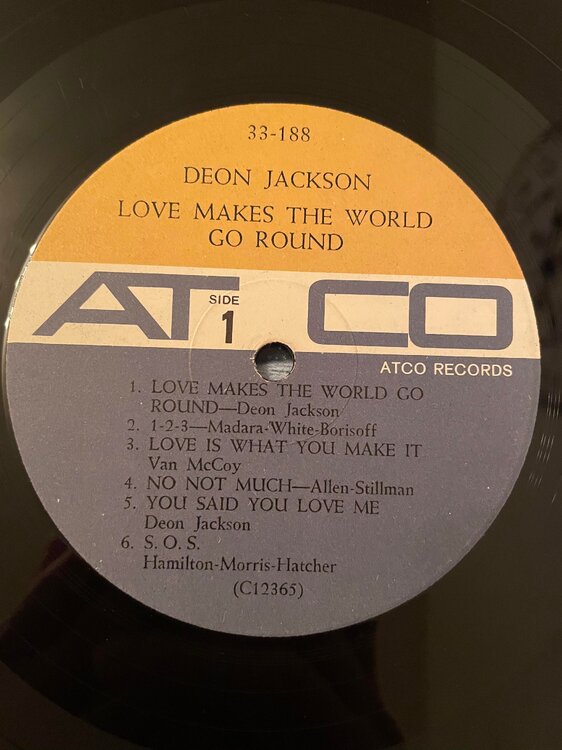 33-188
DEON JACKSON
LOVE MAKES THE WORLD
GO ROUND
ATCO
SIDE
1
ATCO RECORDS
1. LOVE MAKES THE WORLD GO
ROUND—Deon Jackson
2. 1-2-3—Madara-White-Borisoff
3. LOVE IS WHAT YOU MAKE IT
Van McCoy
4. NO NOT MUCH—Allen-Stillman
5. YOU SAID YOU LOVE ME
Deon Jackson
6. S. O. S.
Hamilton-Morris-Hatcher
(C12365)